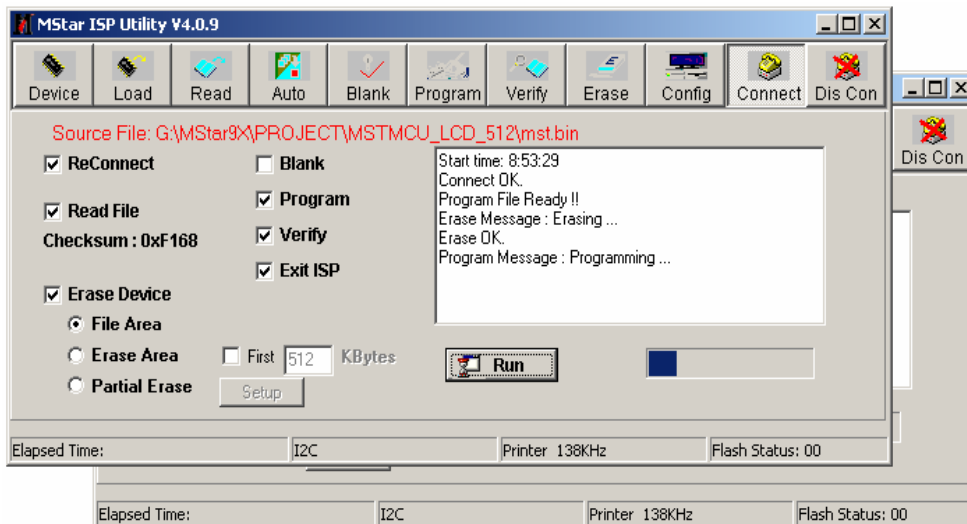 MStar ISP Utility V4.0.9
Device Load Read Auto Blank Program Verify Erase Config Connect Dis Con
Source File: G:\MStar9X\PROJECT\MSTMCU_LCD_512\mst.bin
ReConnect
Blank
Read File
Program
Checksum : 0xF168
Verify
Exit ISP
Erase Device
File Area
Erase Area
First 512 KBytes
Partial Erase
Setup
Start time: 8:53:29
Connect OK.
Program File Ready !!
Erase Message : Erasing ...
Erase OK.
Program Message : Programming ...
Run
Elapsed Time: I2C Printer 138KHz Flash Status: 00
Dis Con
Elapsed Time: I2C Printer 138KHz Flash Status: 00